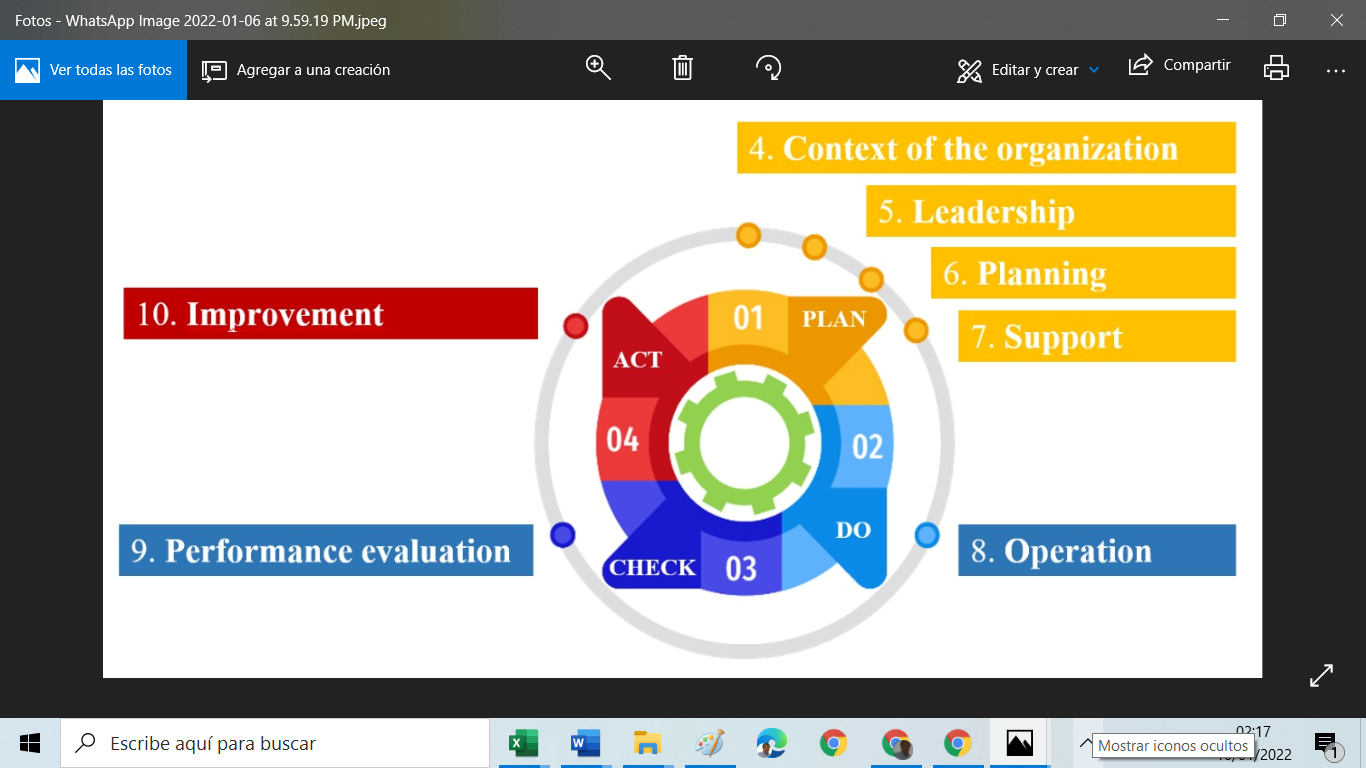 Fotos - WhatsApp Image 2022-01-06 at 9.59.19 PM.jpeg
Ver todas las fotos
Agregar a una creación
Editar y crear
Compartir
4. Context of the organization
5. Leadership
6. Planning
7. Support
10. Improvement
01
PLAN
ACT
04
02
DO
CHECK
03
9. Performance evaluation
8. Operation
Escribe aquí para buscar
02:17
Mostrar iconos ocultos
1